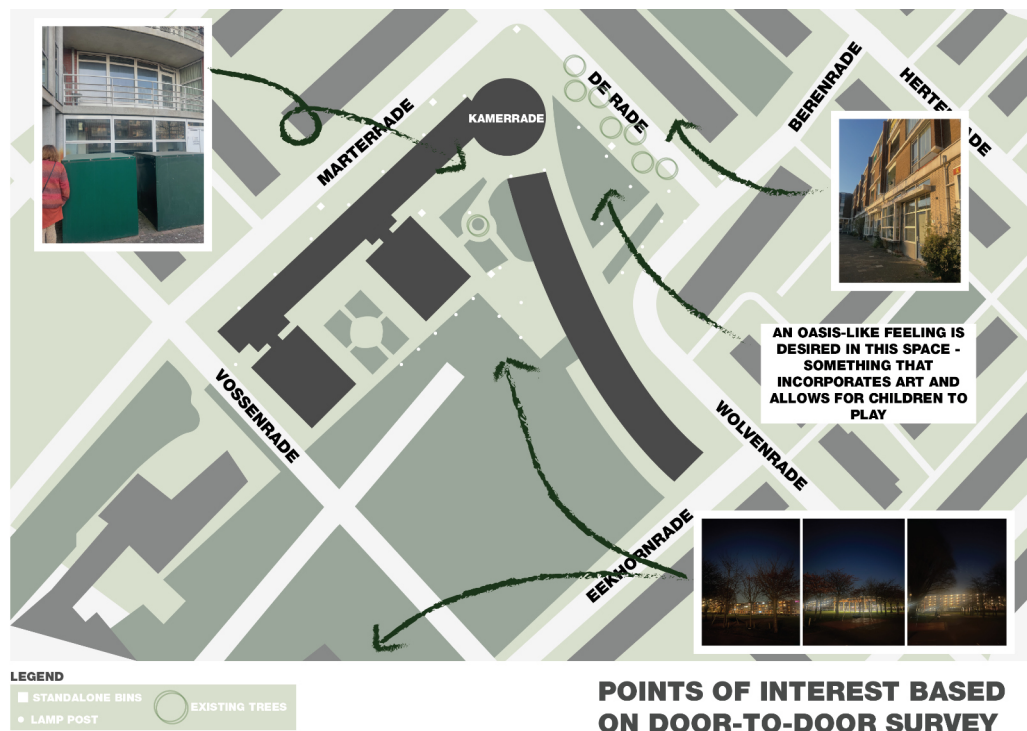 MARTERRADE
KAMERRADE
DE RADE
BERENRADE
AN OASIS-LIKE FEELING IS
DESIRED IN THIS SPACE -
SOMETHING THAT
INCORPORATES ART AND
ALLOWS FOR CHILDREN TO
PLAY
VOSSENRADE
WOLVENRADE
EEKHORNRADE
LEGEND
STANDALONE BINS
EXISTING TREES
LAMP POST
POINTS OF INTEREST BASED
ON DOOR-TO-DOOR SURVEY